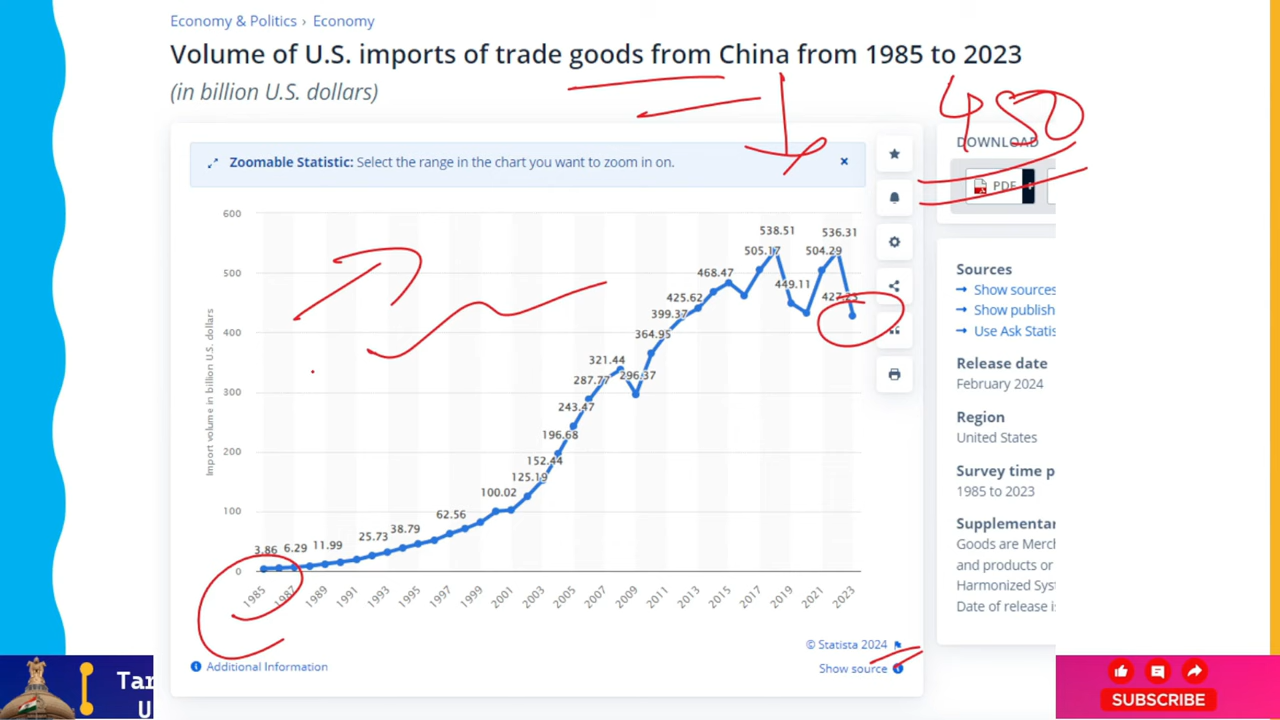 Economy & Politics › Economy
Volume of U.S. imports of trade goods from China from 1985 to 2023
(in billion U.S. dollars)
450
DOWNLOAD
PDF
Zoomable Statistic: Select the range in the chart you want to zoom in on. ×
600
500
400
300
200
100
0
Import volume in billion U.S. dollars
3.86
6.29
11.99
25.73
38.79
62.56
100.02
125.19
152.44
196.68
243.47
287.77
321.44
296.37
364.95
399.37
425.62
468.47
505.17
538.51
449.11
504.29
536.31
427.23
1985
1987
1989
1991
1993
1995
1997
1999
2001
2003
2005
2007
2009
2011
2013
2015
2017
2019
2021
2023
© Statista 2024
Additional Information
Show source
Sources
Show sources
Show publish
Use Ask Statis
Release date
February 2024
Region
United States
Survey time p
1985 to 2023
Supplementar
Goods are Merch
and products or
Harmonized Sys
Date of release is
Tar
U
SUBSCRIBE